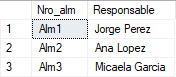 Nro_alm Responsable
1 Alm1 Jorge Perez
2 Alm2 Ana Lopez
3 Alm3 Micaela Garcia